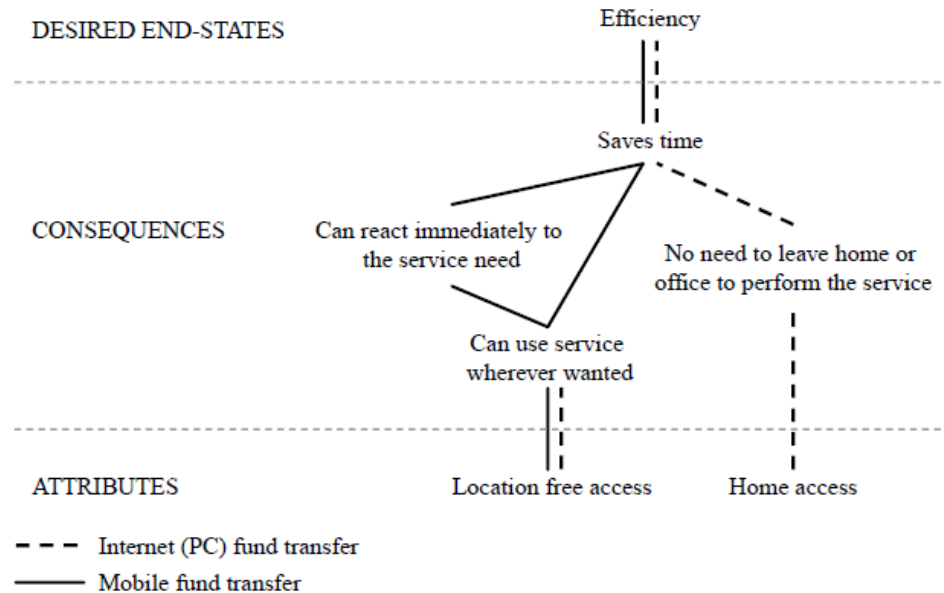 DESIRED END-STATES
Efficiency
Saves time
CONSEQUENCES
Can react immediately to
the service need
No need to leave home or
office to perform the service
Can use service
wherever wanted
ATTRIBUTES
Location free access
Home access
Internet (PC) fund transfer
Mobile fund transfer